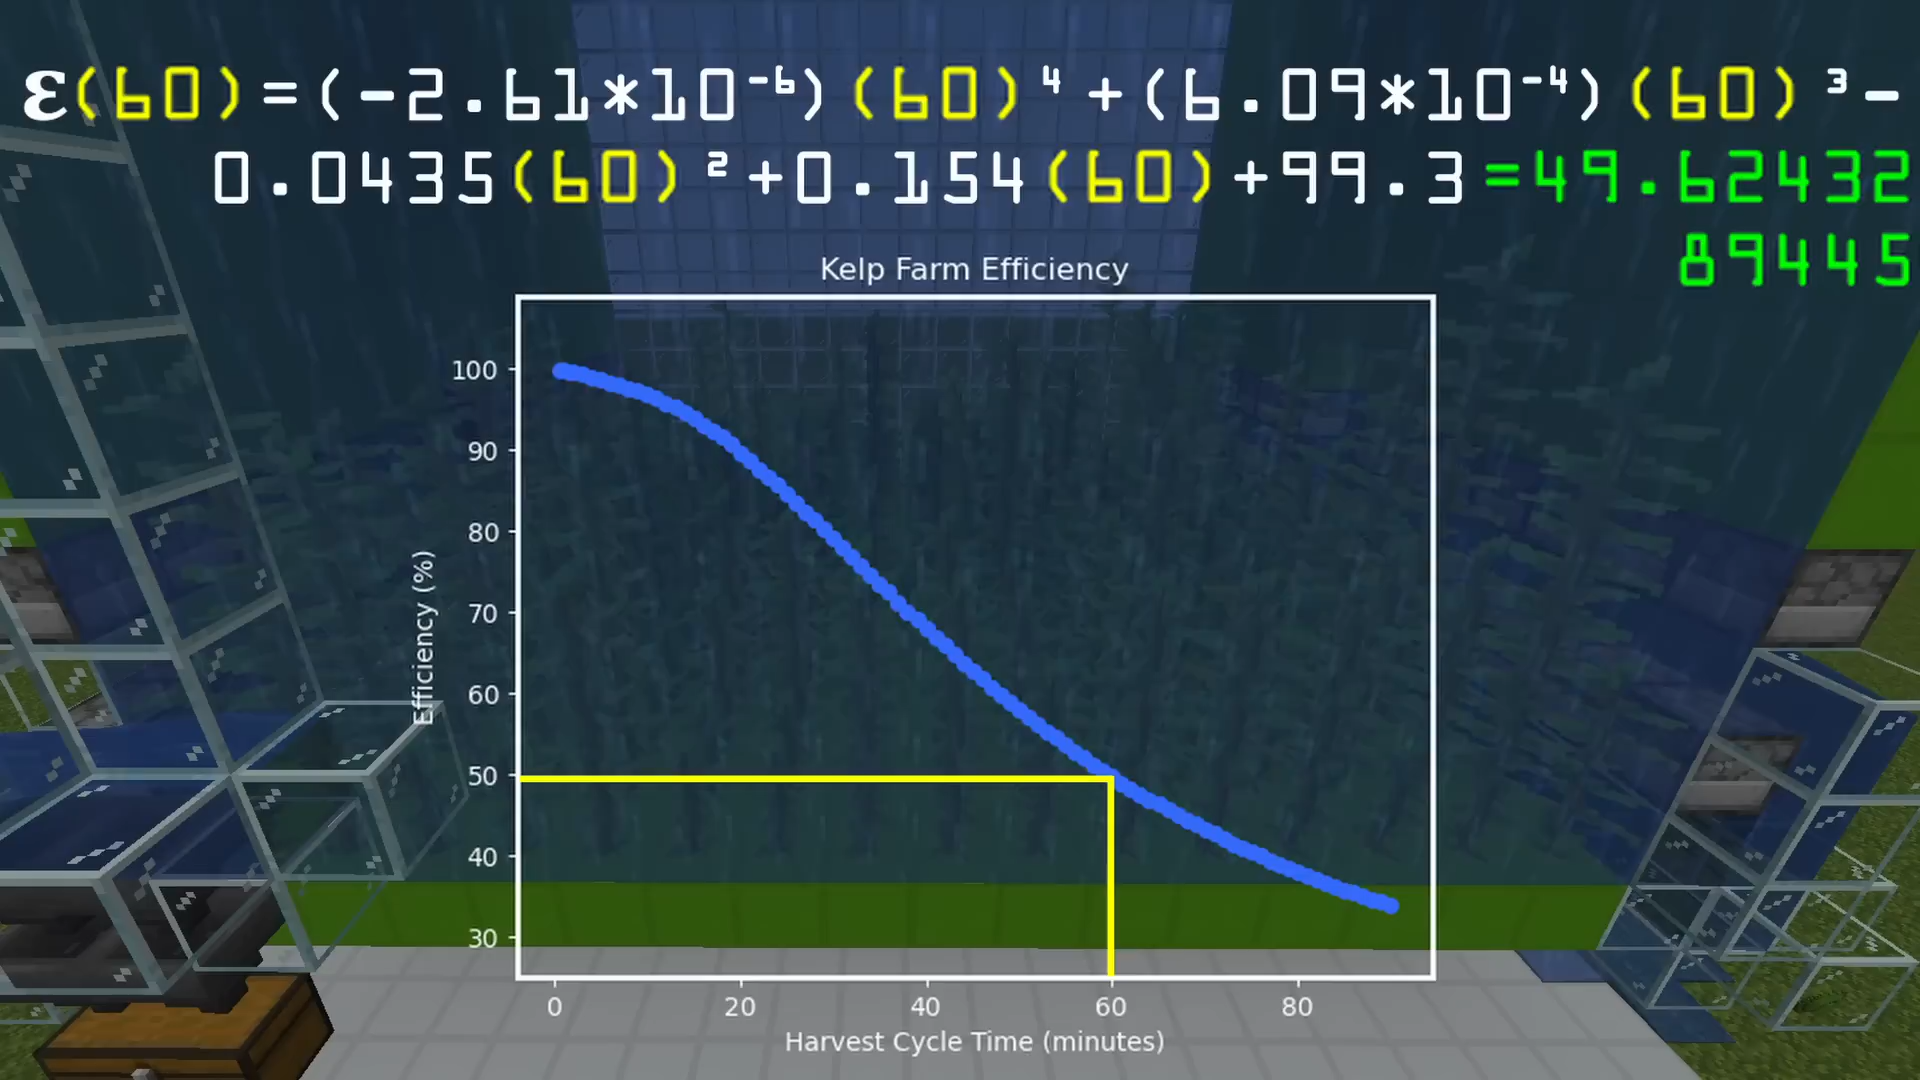 ε(60)=(-2.61*10⁻⁶)(60)⁴+(6.09*10⁻⁴)(60)³-
0.0435(60)²+0.154(60)+99.3=49.62432
89445
Kelp Farm Efficiency
100
90
80
70
60
50
40
30
Efficiency (%)
0 20 40 60 80
Harvest Cycle Time (minutes)